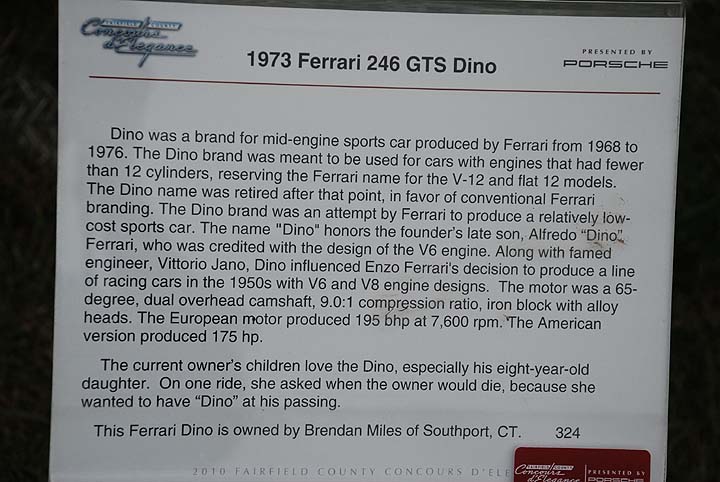 FAIRFIELD COUNTY
Concours
d'Elegance
1973 Ferrari 246 GTS Dino
PRESENTED BY
PORSCHE
Dino was a brand for mid-engine sports car produced by Ferrari from 1968 to
1976. The Dino brand was meant to be used for cars with engines that had fewer
than 12 cylinders, reserving the Ferrari name for the V-12 and flat 12 models.
The Dino name was retired after that point, in favor of conventional Ferrari
branding. The Dino brand was an attempt by Ferrari to produce a relatively low-
cost sports car. The name "Dino" honors the founder's late son, Alfredo “Dino”
Ferrari, who was credited with the design of the V6 engine. Along with famed
engineer, Vittorio Jano, Dino influenced Enzo Ferrari's decision to produce a line
of racing cars in the 1950s with V6 and V8 engine designs. The motor was a 65-
degree, dual overhead camshaft, 9.0:1 compression ratio, iron block with alloy
heads. The European motor produced 195 bhp at 7,600 rpm. The American
version produced 175 hp.
The current owner's children love the Dino, especially his eight-year-old
daughter. On one ride, she asked when the owner would die, because she
wanted to have “Dino” at his passing.
This Ferrari Dino is owned by Brendan Miles of Southport, CT. 324
2010 FAIRFIELD COUNTY CONCOURS D'ELE
FAIRFIELD COUNTY
Concours
d'Elegance
PRESENTED BY
PORSCHE